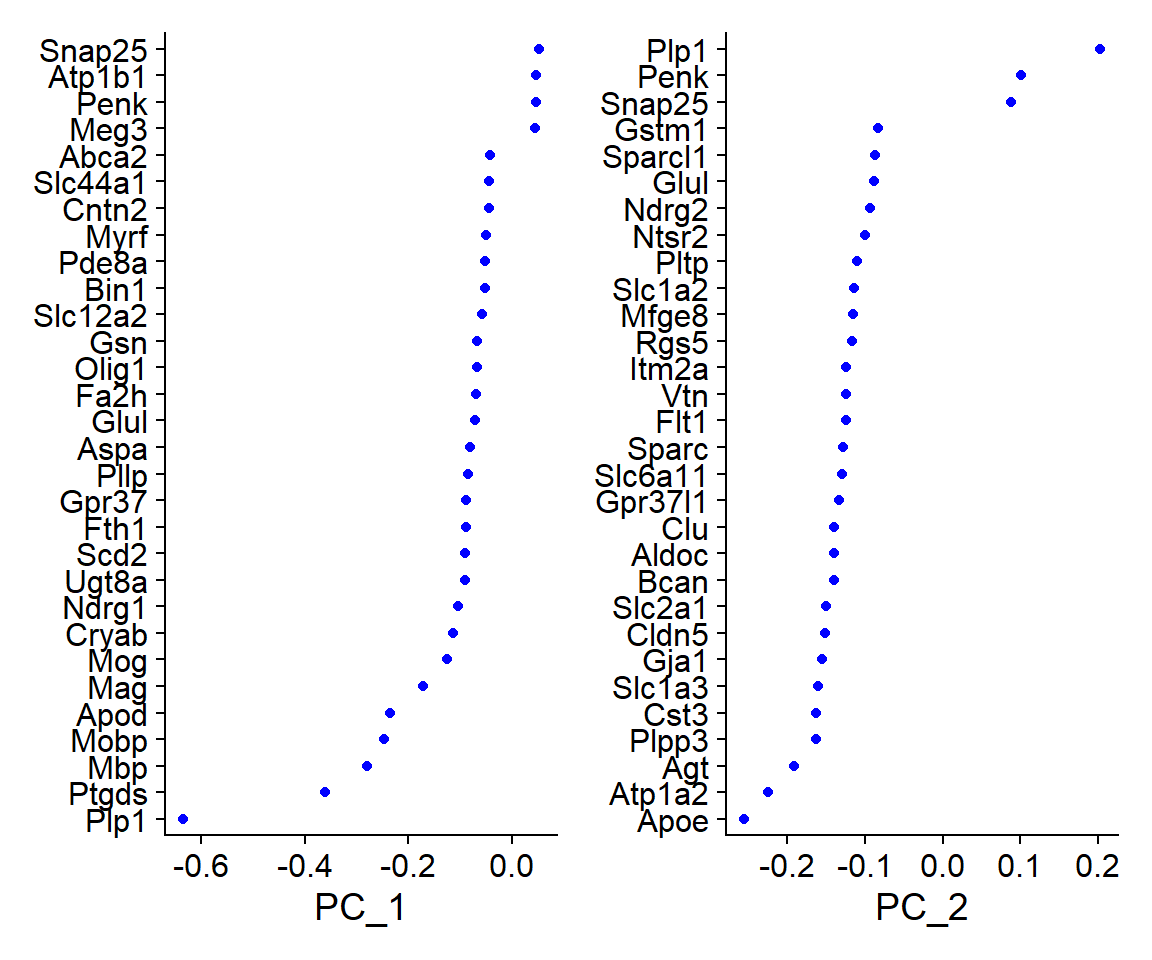 Snap25
Atp1b1
Penk
Meg3
Abca2
Slc44a1
Cntn2
Myrf
Pde8a
Bin1
Slc12a2
Gsn
Olig1
Fa2h
Glul
Aspa
Pllp
Gpr37
Fth1
Scd2
Ugt8a
Ndrg1
Cryab
Mog
Mag
Apod
Mobp
Mbp
Ptgds
Plp1
-0.6 -0.4 -0.2 0.0
PC_1
Plp1
Penk
Snap25
Gstm1
Sparcl1
Glul
Ndrg2
Ntsr2
Pltp
Slc1a2
Mfge8
Rgs5
Itm2a
Vtn
Flt1
Sparc
Slc6a11
Gpr37l1
Clu
Aldoc
Bcan
Slc2a1
Cldn5
Gja1
Slc1a3
Cst3
Plpp3
Agt
Atp1a2
Apoe
-0.2 -0.1 0.0 0.1 0.2
PC_2